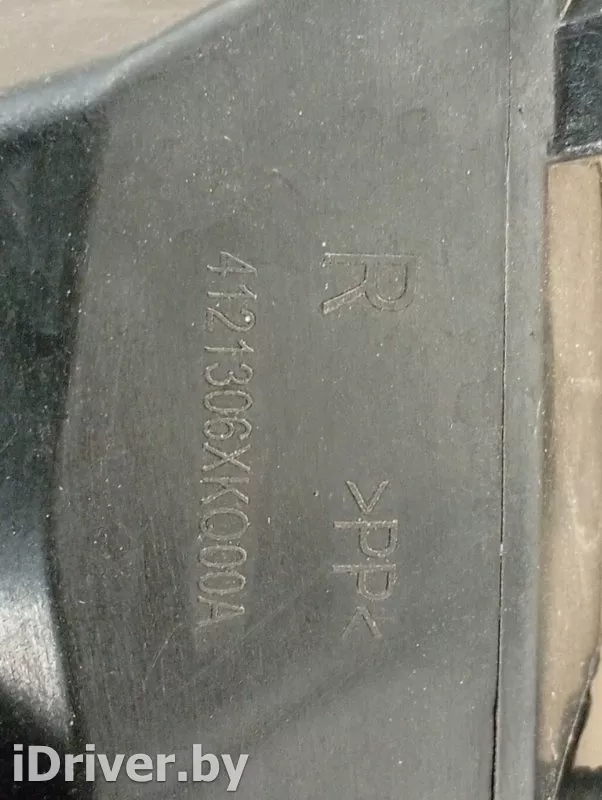 R
4121306XKQ00A
>PP<
iDriver.by